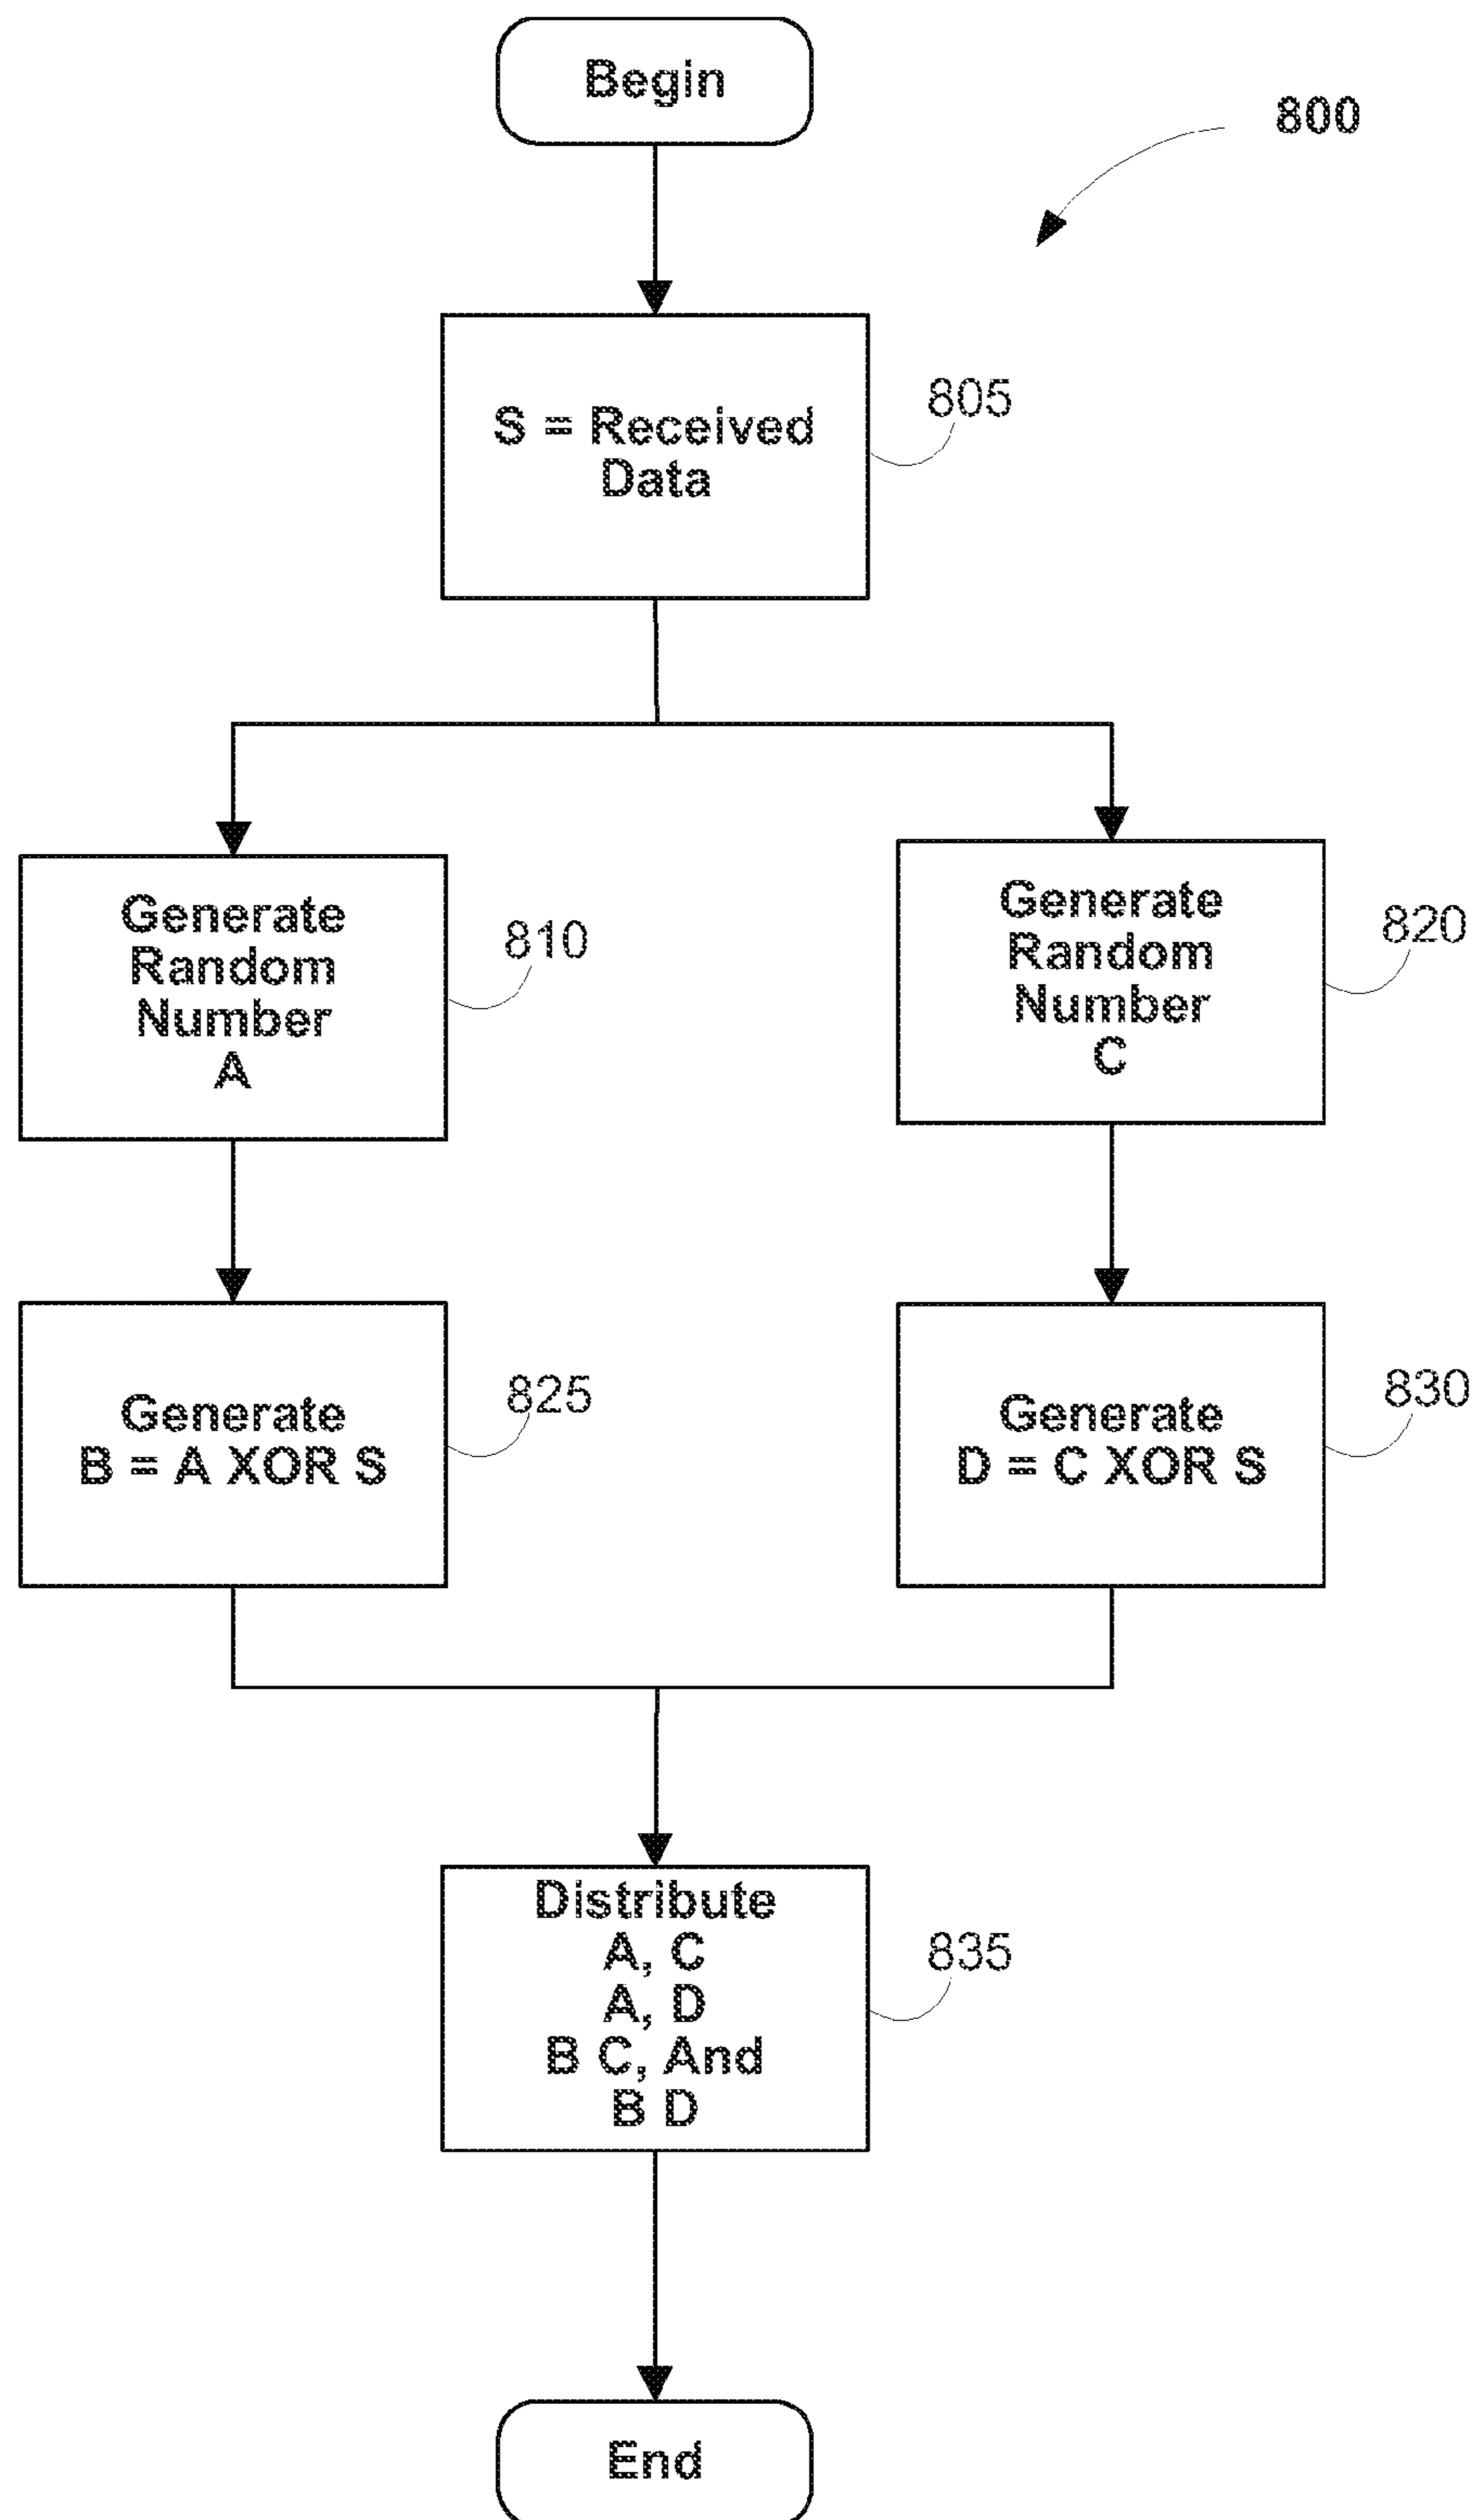 Begin
800
S = Received
Data
805
Generate
Random
Number
A
810
Generate
Random
Number
C
820
Generate
B = A XOR S
825
Generate
D = C XOR S
830
Distribute
A, C
A, D
B C, And
B D
835
End